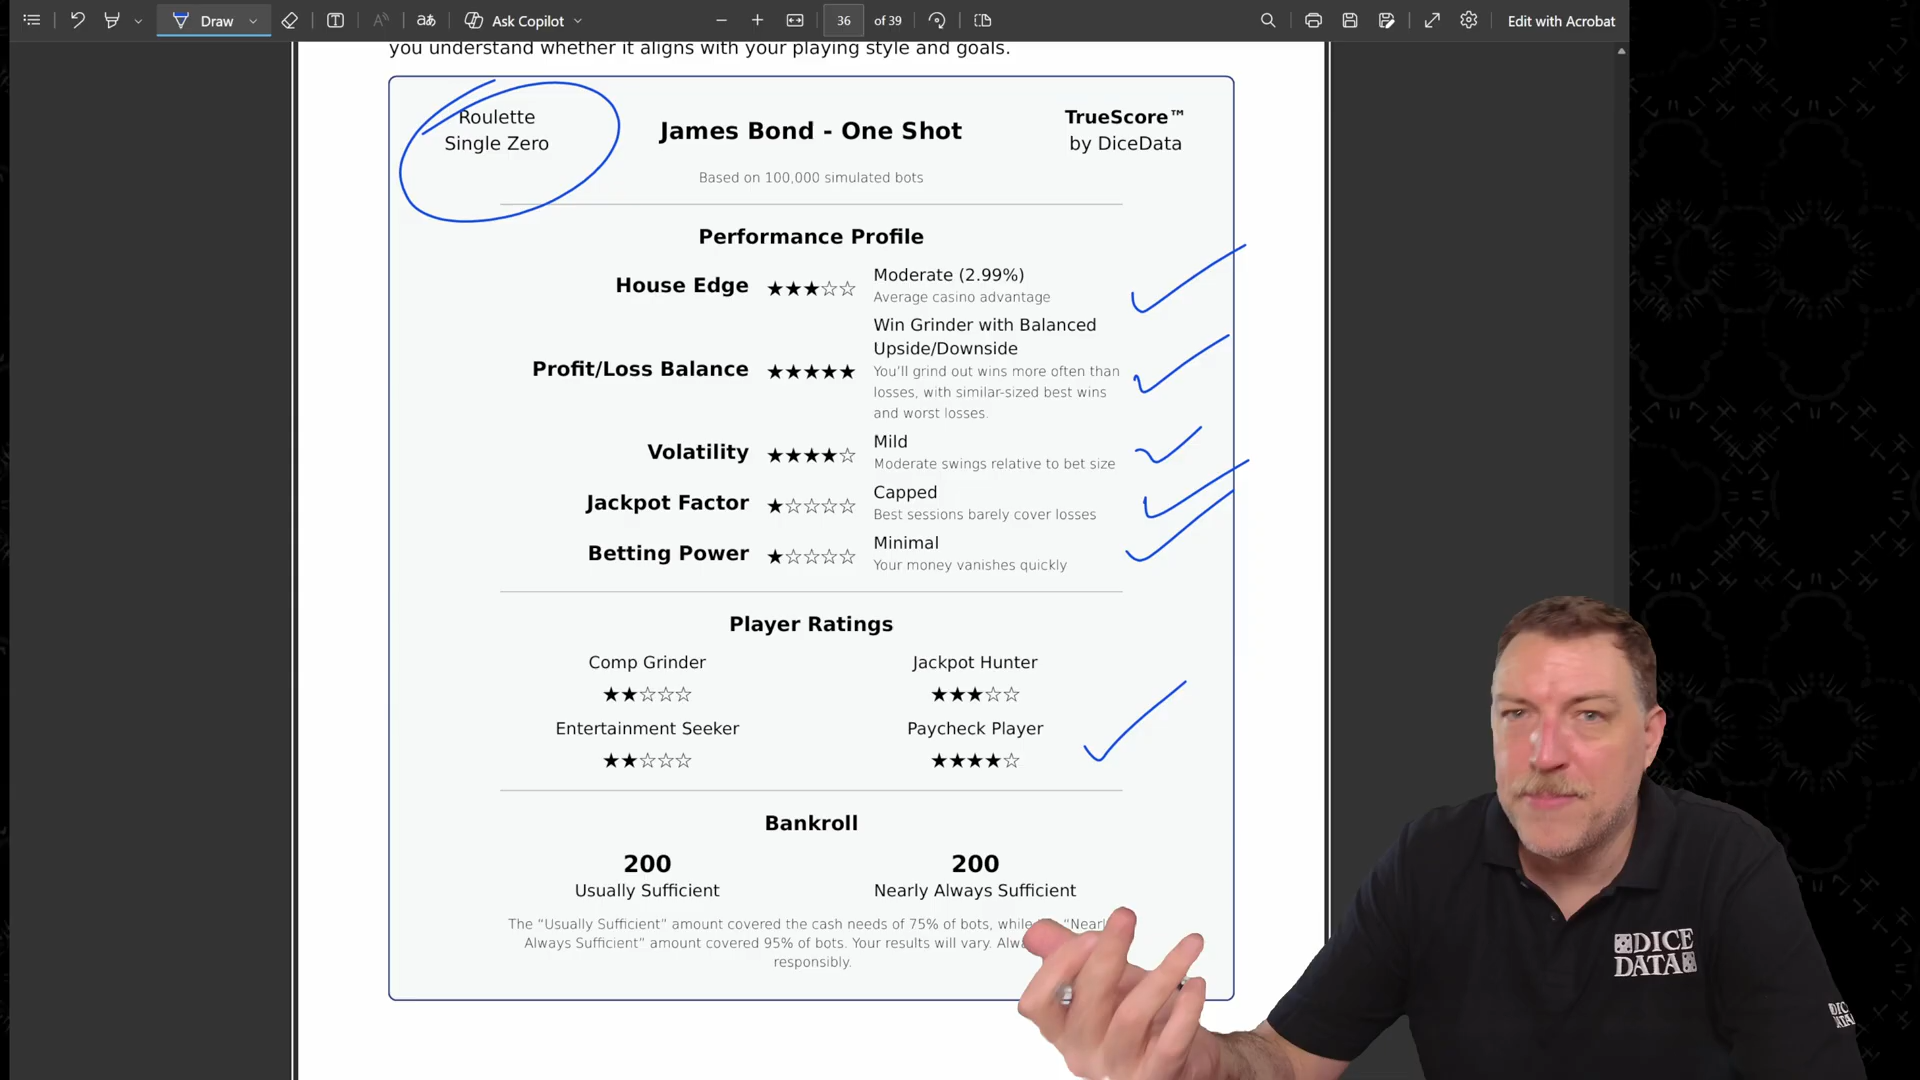 Draw
Ask Copilot
36
of 39
Edit with Acrobat
you understand whether it aligns with your playing style and goals.
Roulette
Single Zero
James Bond - One Shot
TrueScore™
by DiceData
Based on 100,000 simulated bots
Performance Profile
House Edge ★★★☆☆ Moderate (2.99%)
Average casino advantage
Profit/Loss Balance ★★★★★ Win Grinder with Balanced
Upside/Downside
You'll grind out wins more often than
losses, with similar-sized best wins
and worst losses.
Volatility ★★★★☆ Mild
Moderate swings relative to bet size
Jackpot Factor ★☆☆☆☆ Capped
Best sessions barely cover losses
Betting Power ★☆☆☆☆ Minimal
Your money vanishes quickly
Player Ratings
Comp Grinder
★★☆☆☆
Jackpot Hunter
★★★☆☆
Entertainment Seeker
★★☆☆☆
Paycheck Player
★★★★☆
Bankroll
200
Usually Sufficient
200
Nearly Always Sufficient
The “Usually Sufficient” amount covered the cash needs of 75% of bots, while
Always Sufficient” amount covered 95% of bots. Your results will vary.
responsibly.
DICE
DATA